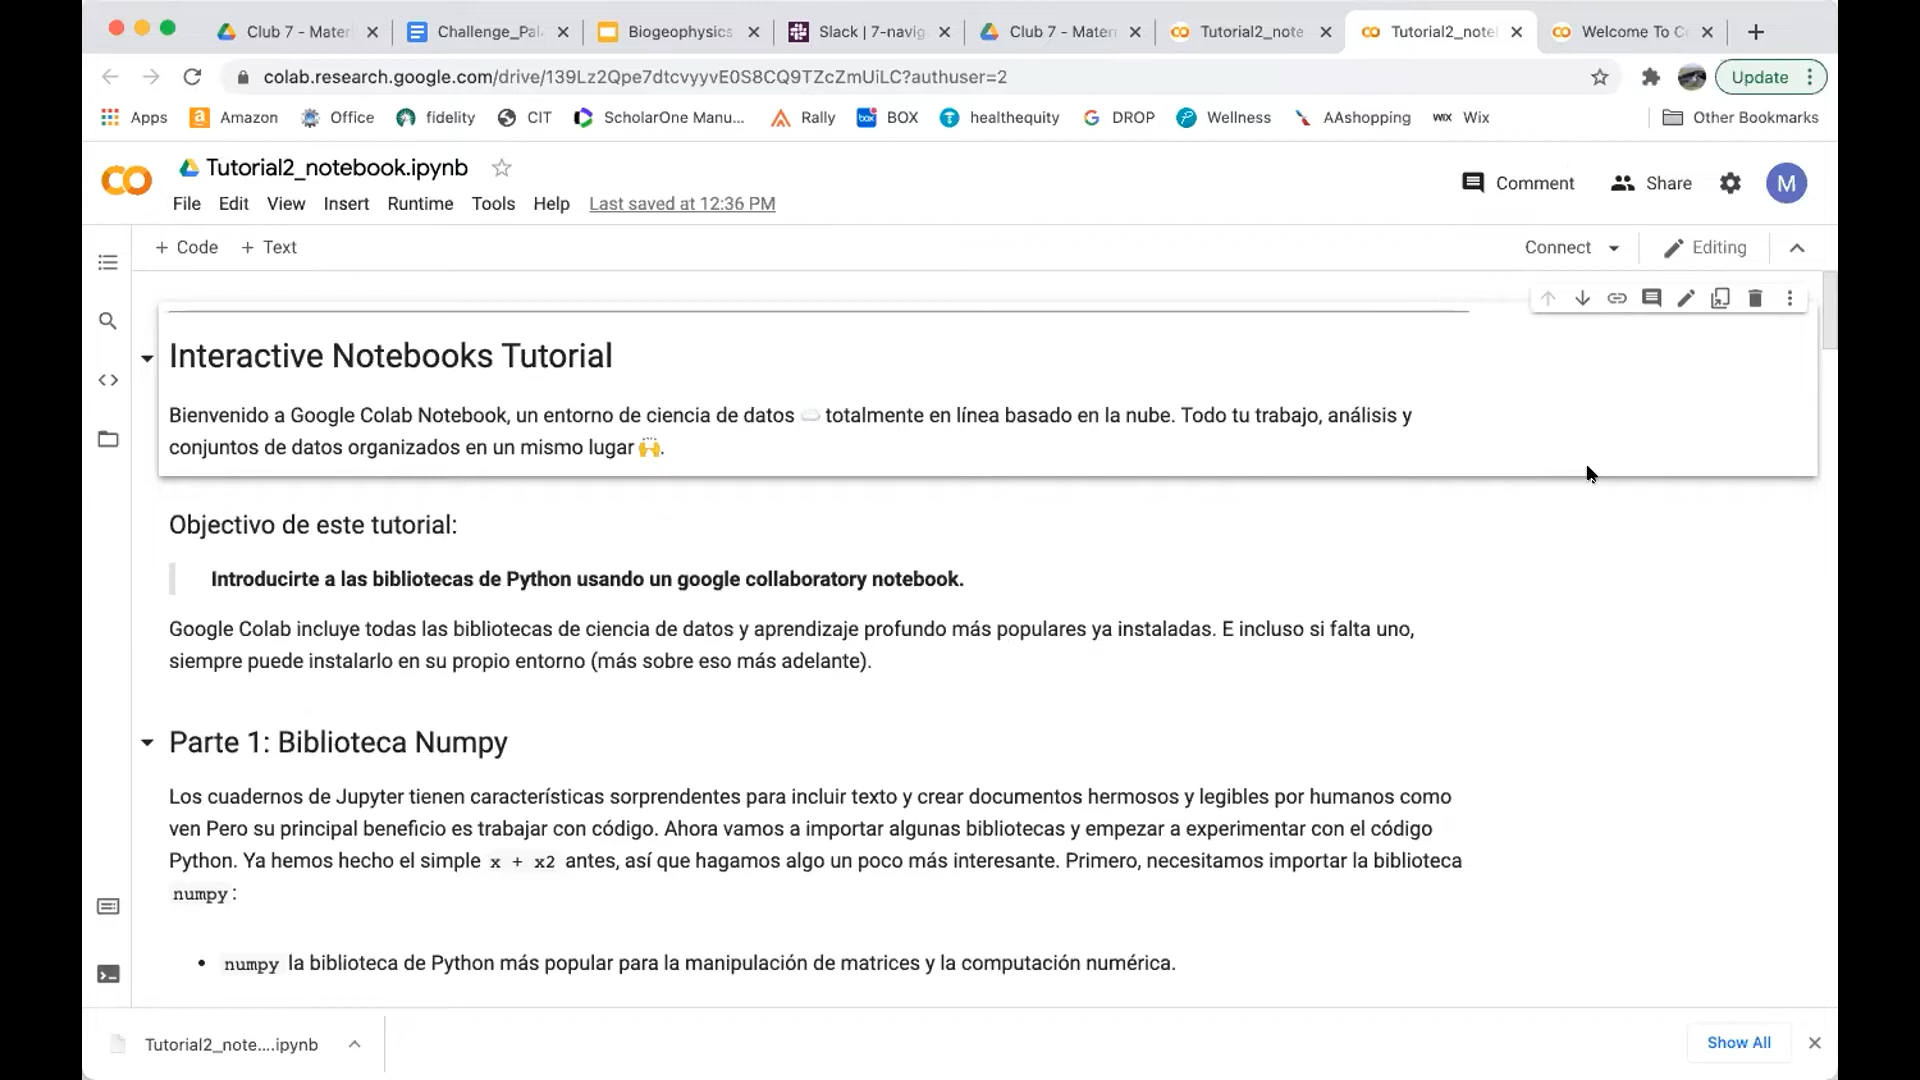 Club 7 - Mater
Challenge_Pal
Biogeophysics
Slack | 7-navig
Club 7 - Mater
Tutorial2_note
Tutorial2_note
Welcome To C
colab.research.google.com/drive/139Lz2Qpe7dtcvyyvE0S8CQ9TZcZmUiLC?authuser=2
Update
Apps
Amazon
Office
fidelity
CIT
ScholarOne Manu...
Rally
box BOX
healthequity
DROP
Wellness
AAshopping
WIX Wix
Other Bookmarks
Tutorial2_notebook.ipynb
Comment
Share
M
File Edit View Insert Runtime Tools Help Last saved at 12:36 PM
+ Code + Text
Connect
Editing
Interactive Notebooks Tutorial
Bienvenido a Google Colab Notebook, un entorno de ciencia de datos ☁️ totalmente en línea basado en la nube. Todo tu trabajo, análisis y
conjuntos de datos organizados en un mismo lugar 🙌.
Objectivo de este tutorial:
Introducirte a las bibliotecas de Python usando un google collaboratory notebook.
Google Colab incluye todas las bibliotecas de ciencia de datos y aprendizaje profundo más populares ya instaladas. E incluso si falta uno,
siempre puede instalarlo en su propio entorno (más sobre eso más adelante).
Parte 1: Biblioteca Numpy
Los cuadernos de Jupyter tienen características sorprendentes para incluir texto y crear documentos hermosos y legibles por humanos como
ven Pero su principal beneficio es trabajar con código. Ahora vamos a importar algunas bibliotecas y empezar a experimentar con el código
Python. Ya hemos hecho el simple x + x2 antes, así que hagamos algo un poco más interesante. Primero, necesitamos importar la biblioteca
numpy:
• numpy la biblioteca de Python más popular para la manipulación de matrices y la computación numérica.
Tutorial2_note....ipynb
Show All